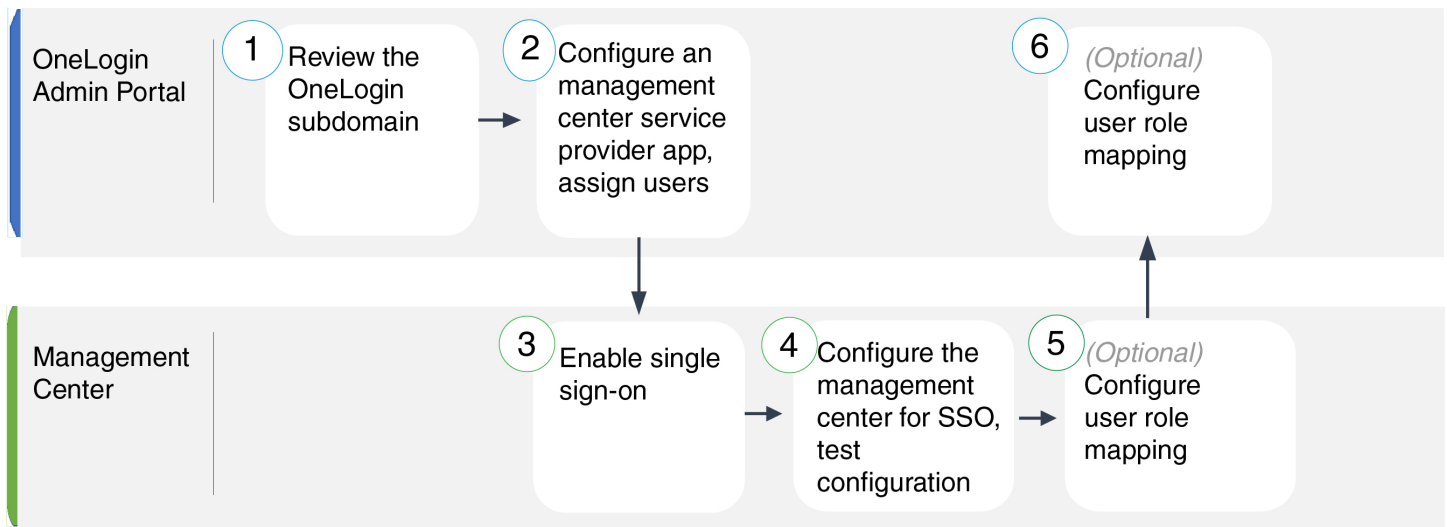 OneLogin
Admin Portal
1
Review the
OneLogin
subdomain
2
Configure an
management
center service
provider app,
assign users
6
(Optional)
Configure
user role
mapping
Management
Center
3
Enable single
sign-on
4
Configure the
management
center for SSO,
test
configuration
5
(Optional)
Configure
user role
mapping